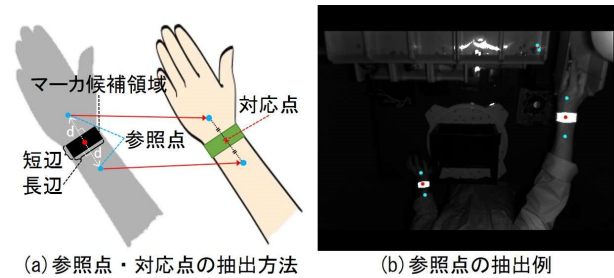 マーカ候補領域
対応点
d
参照点
d
短辺
長辺
(a) 参照点・対応点の抽出方法
(b) 参照点の抽出例